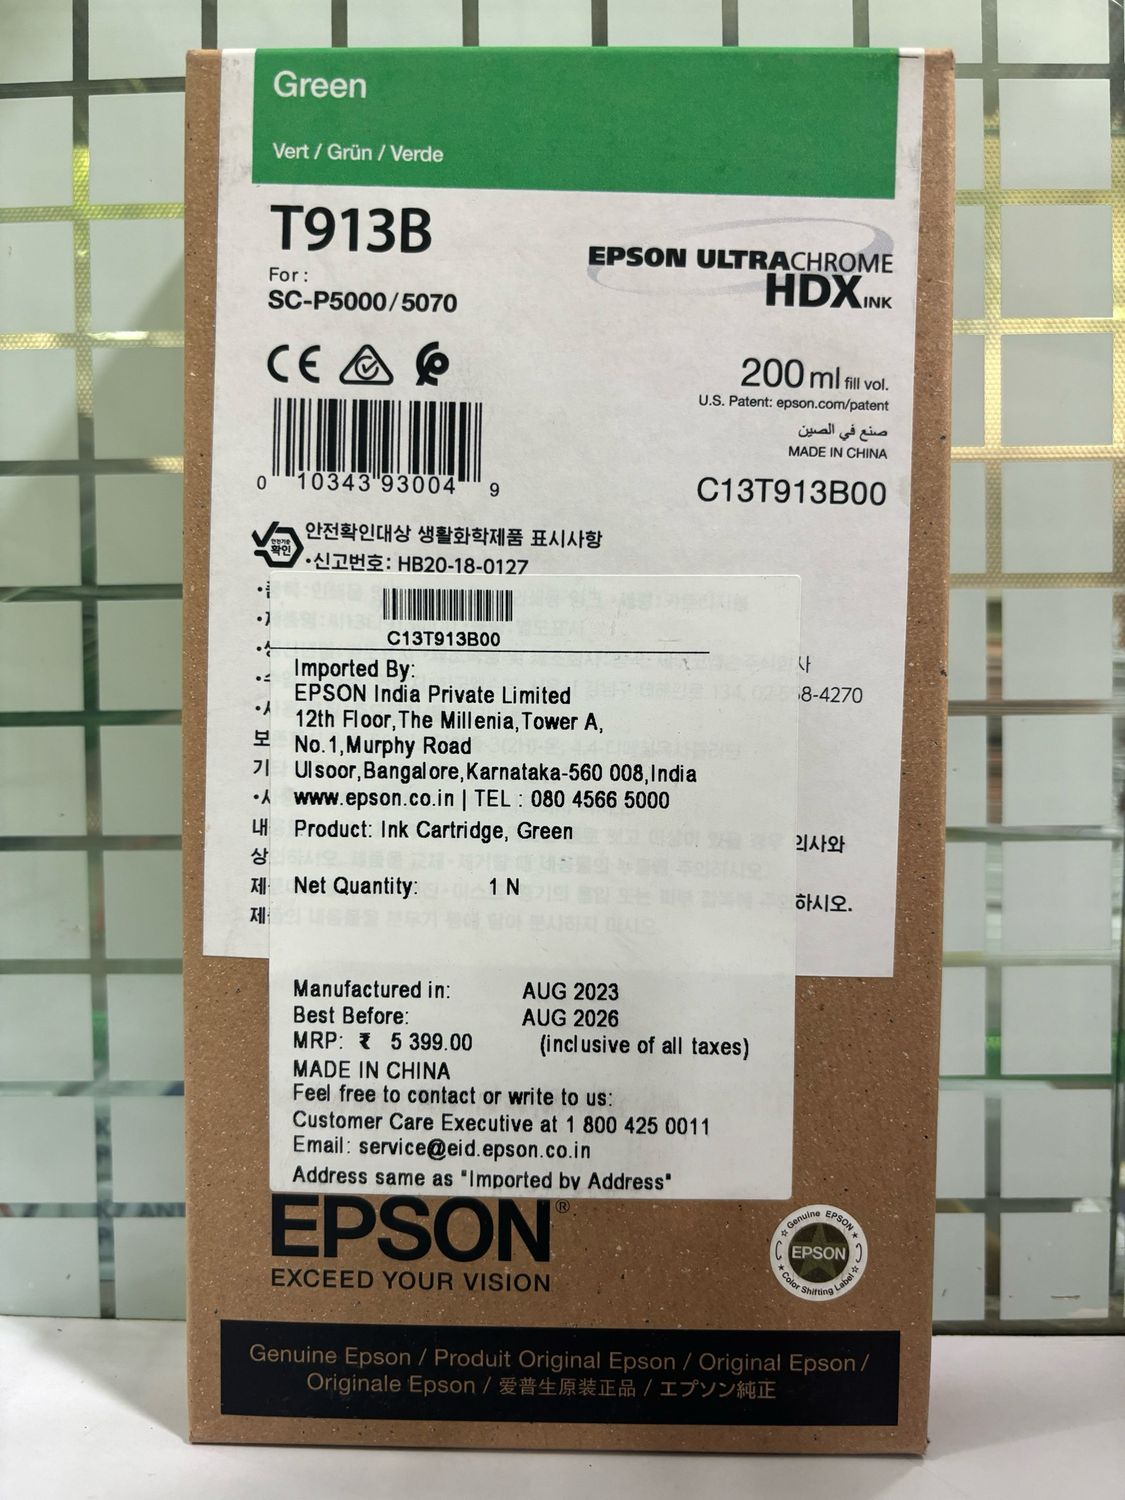 Green
Vert / Grün / Verde
T913B
For :
SC-P5000/5070
EPSON ULTRACHROME
HDX INK
CE
200 ml fill vol.
U.S. Patent: epson.com/patent
صنع في الصين
MADE IN CHINA
C13T913B00
0 10343 93004 9
안전확인대상 생활화학제품 표시사항
확인
•신고번호: HB20-18-0127
C13T913B00
Imported By:
EPSON India Private Limited
12th Floor,The Millenia,Tower A,
No.1,Murphy Road
Ulsoor,Bangalore,Karnataka-560 008,India
www.epson.co.in | TEL : 080 4566 5000
Product: Ink Cartridge, Green
Net Quantity: 1 N
Manufactured in: AUG 2023
Best Before: AUG 2026
MRP: ₹ 5 399.00 (inclusive of all taxes)
MADE IN CHINA
Feel free to contact or write to us:
Customer Care Executive at 1 800 425 0011
Email: service@eid.epson.co.in
Address same as "Imported by Address"
EPSON®
EXCEED YOUR VISION
Genuine EPSON
EPSON
Color Shifting Label
Genuine Epson / Produit Original Epson / Original Epson /
Originale Epson / 爱普生原装正品 / エプソン純正